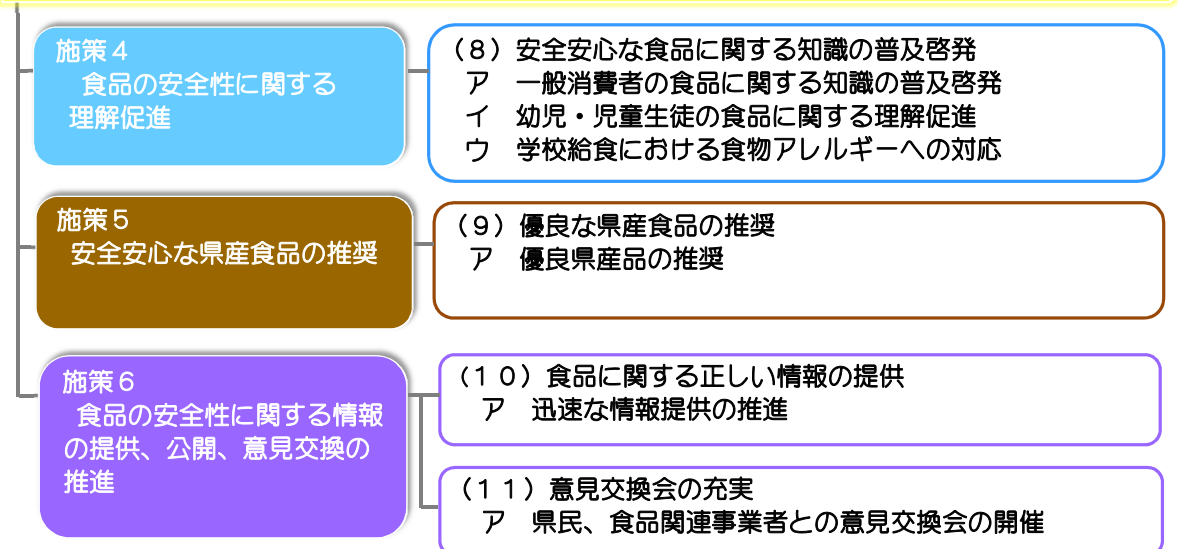 施策４
食品の安全性に関する
理解促進
（８）安全安心な食品に関する知識の普及啓発
ア　一般消費者の食品に関する知識の普及啓発
イ　幼児・児童生徒の食品に関する理解促進
ウ　学校給食における食物アレルギーへの対応
施策５
安全安心な県産食品の推奨
（９）優良な県産食品の推奨
ア　優良県産品の推奨
施策６
食品の安全性に関する情報
の提供、公開、意見交換の
推進
（１０）食品に関する正しい情報の提供
ア　迅速な情報提供の推進
（１１）意見交換会の充実
ア　県民、食品関連事業者との意見交換会の開催